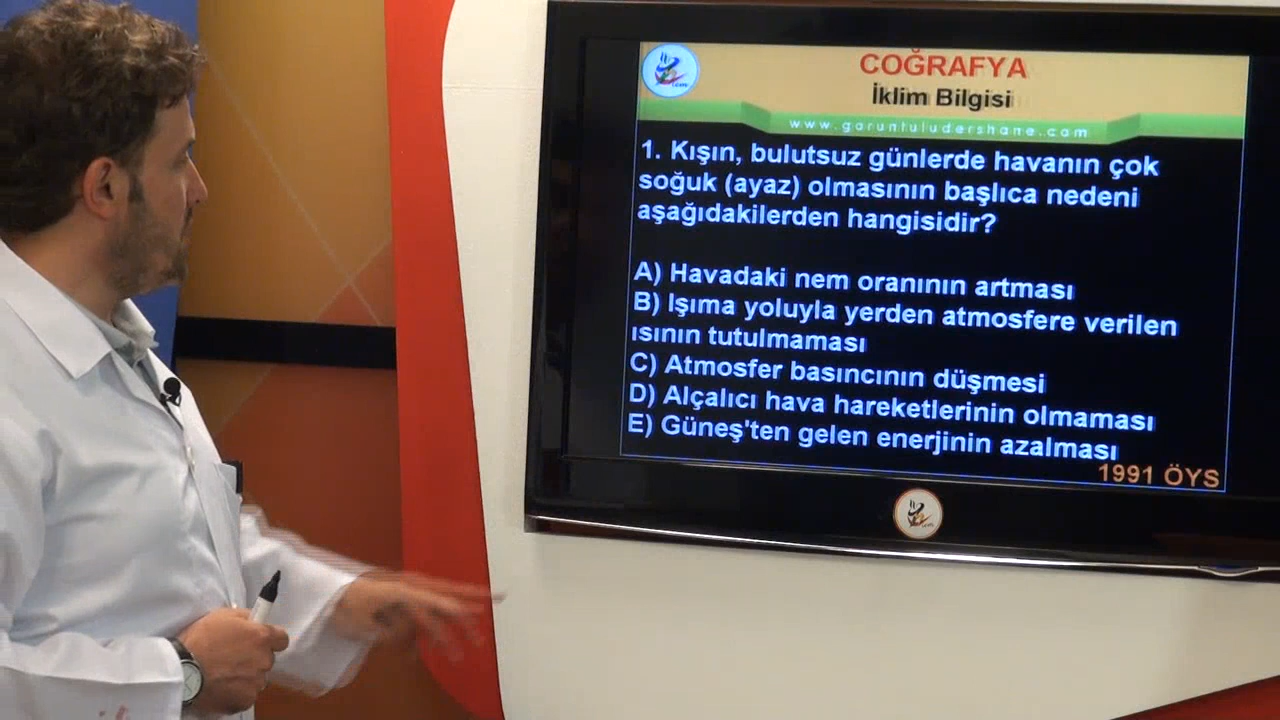 COĞRAFYA
İklim Bilgisi
www.goruntuludershane.com
1. Kışın, bulutsuz günlerde havanın çok
soğuk (ayaz) olmasının başlıca nedeni
aşağıdakilerden hangisidir?
A) Havadaki nem oranının artması
B) Işıma yoluyla yerden atmosfere verilen
ısının tutulmaması
C) Atmosfer basıncının düşmesi
D) Alçalıcı hava hareketlerinin olmaması
E) Güneş'ten gelen enerjinin azalması
1991 ÖYS